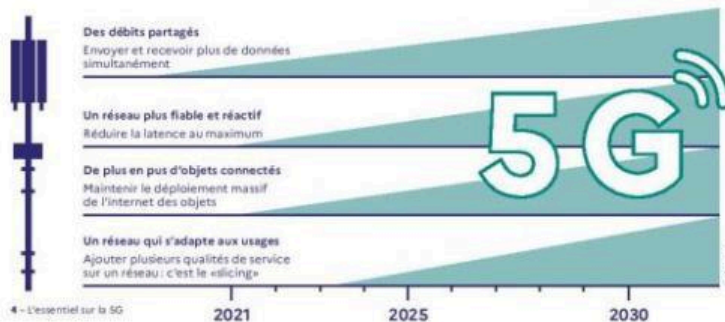 Des débits partagés
Envoyer et recevoir plus de données
simultanément
Un réseau plus fiable et réactif
Réduire la latence au maximum
De plus en pus d'objets connectés
Maintenir le déploiement massif
de l'internet des objets
5G
Un réseau qui s'adapte aux usages
Ajouter plusieurs qualités de service
sur un réseau : c'est le «slicing»
4 – L'essentiel sur la 5G
2021 2025 2030